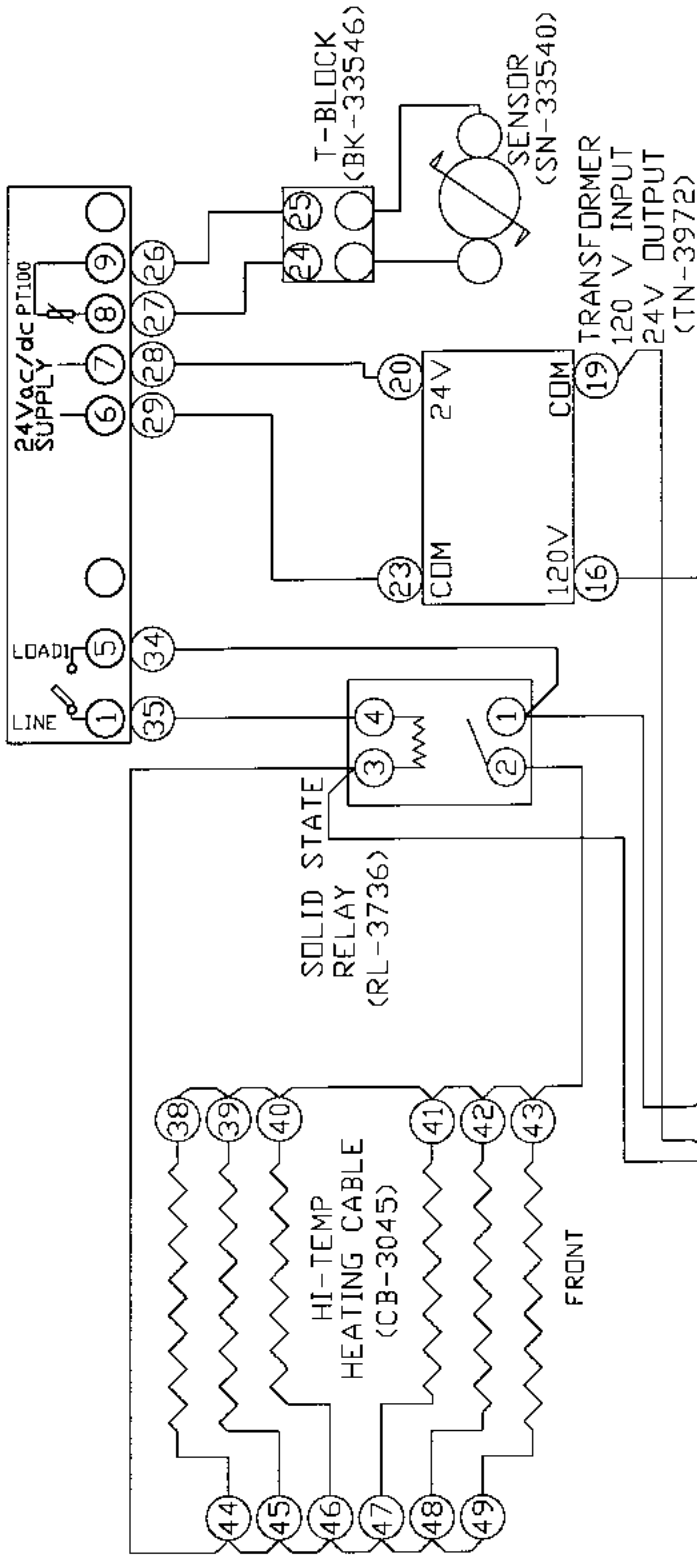 24Vac/dc
SUPPLY
PT100
LINE
LOAD1
1
5
6
7
8
9
35
34
29
28
27
26
T-BLOCK
(BK-33546)
24
25
SENSOR
(SN-33540)
SOLID STATE
RELAY
(RL-3736)
3
4
2
1
23
20
COM
24V
120V
COM
16
19
TRANSFORMER
120 V INPUT
24V OUTPUT
(TN-3972)
38
39
40
41
42
43
HI-TEMP
HEATING CABLE
(CB-3045)
44
45
46
47
48
49
FRONT